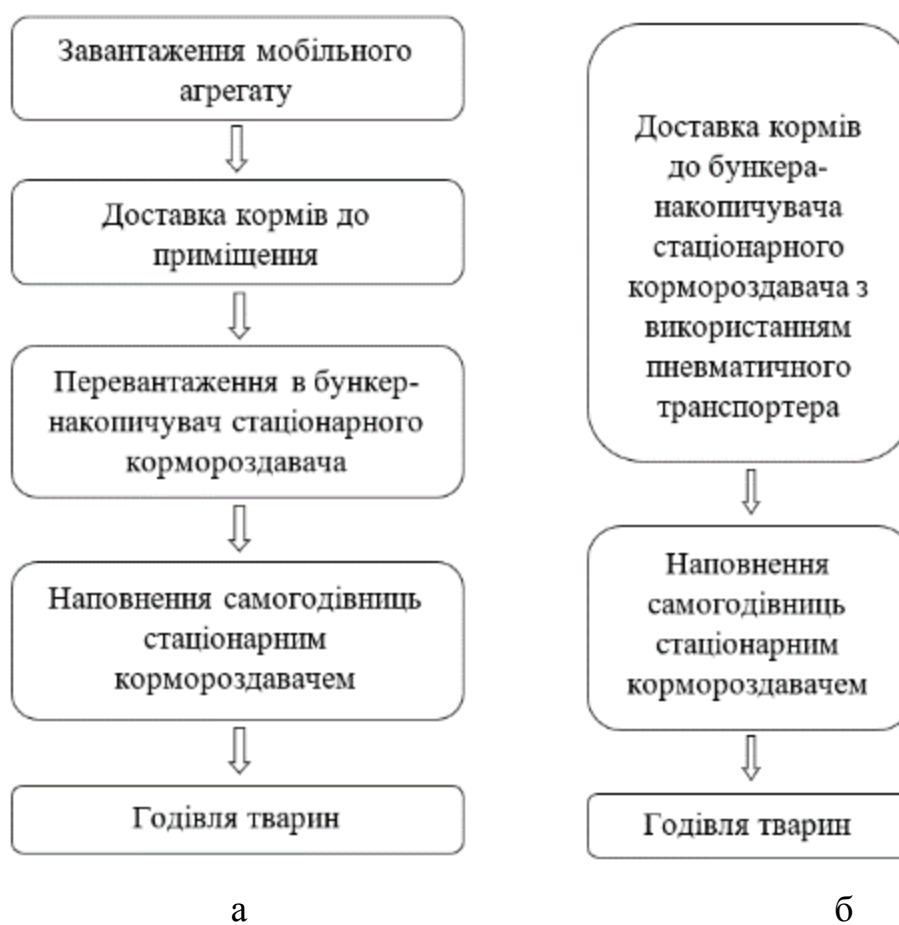 Завантаження мобільного
агрегату
Доставка кормів до
приміщення
Перевантаження в бункер-
накопичувач стаціонарного
кормороздавача
Наповнення самогодівниць
стаціонарним
кормороздавачем
Годівля тварин
а
Доставка кормів
до бункера-
накопичувача
стаціонарного
кормороздавача з
використанням
пневматичного
транспортера
Наповнення
самогодівниць
стаціонарним
кормороздавачем
Годівля тварин
б